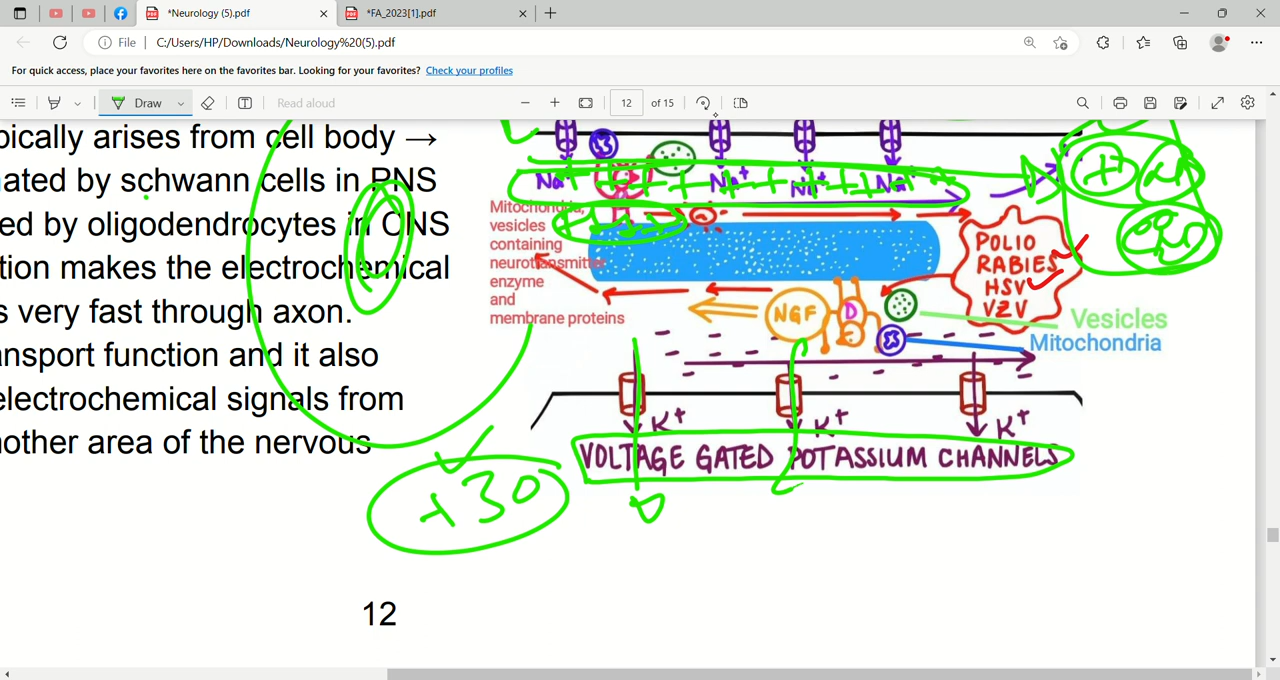 *Neurology (5).pdf
*FA_2023[1].pdf
File
C:/Users/HP/Downloads/Neurology%20(5).pdf
For quick access, place your favorites here on the favorites bar. Looking for your favorites? Check your profiles
Draw
Read aloud
12
of 15
pically arises from cell body →
nated by schwann cells in PNS
ed by oligodendrocytes in CNS
tion makes the electrochemical
s very fast through axon.
ansport function and it also
electrochemical signals from
nother area of the nervous
Na+ Na+ Na+ Na+
Mitochondria,
vesicles
containing
neurotransmitter
enzyme
and
membrane proteins
POLIO
RABIES
HSV
VZV
NGF
D
Vesicles
Mitochondria
K+ K+ K+
VOLTAGE GATED POTASSIUM CHANNELS
+30
12